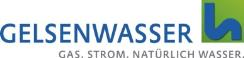 GELSENWASSER
GAS. STROM. NATÜRLICH WASSER.